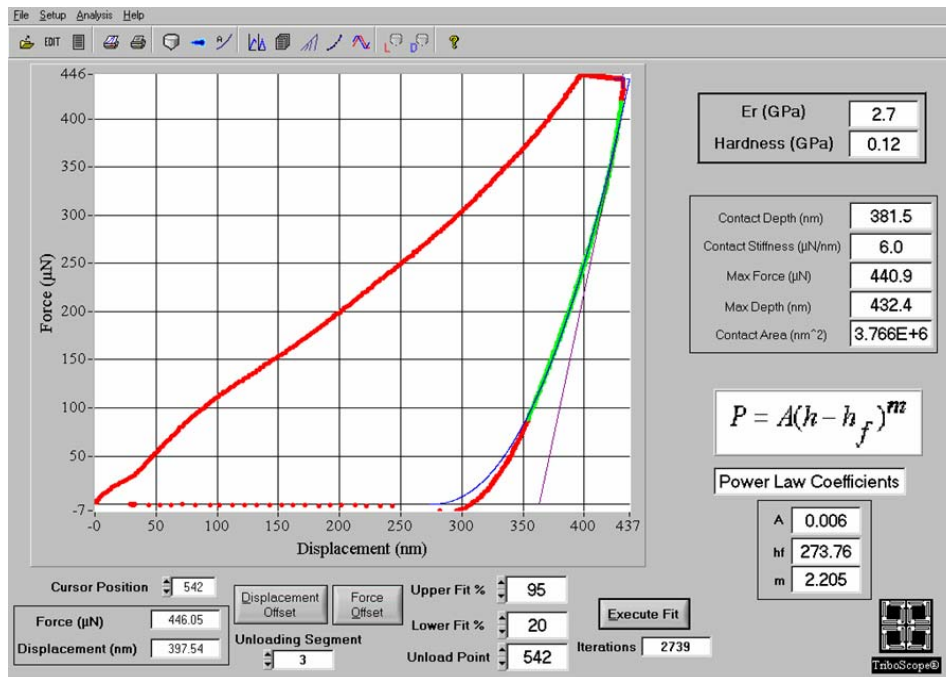 File Setup Analysis Help
EDIT
L D
446
400
350
300
250
200
150
100
50
-7
Force (µN)
-0 50 100 150 200 250 300 350 400 437
Displacement (nm)
Er (GPa) 2.7
Hardness (GPa) 0.12
Contact Depth (nm) 381.5
Contact Stiffness (µN/nm) 6.0
Max Force (µN) 440.9
Max Depth (nm) 432.4
Contact Area (nm^2) 3.766E+6
P = A(h - h_f)^m
Power Law Coefficients
A 0.006
hf 273.76
m 2.205
Cursor Position 542
Force (µN) 446.05
Displacement (nm) 397.54
Displacement Offset
Force Offset
Unloading Segment
3
Upper Fit % 95
Lower Fit % 20
Unload Point 542
Execute Fit
Iterations 2739
TriboScope®